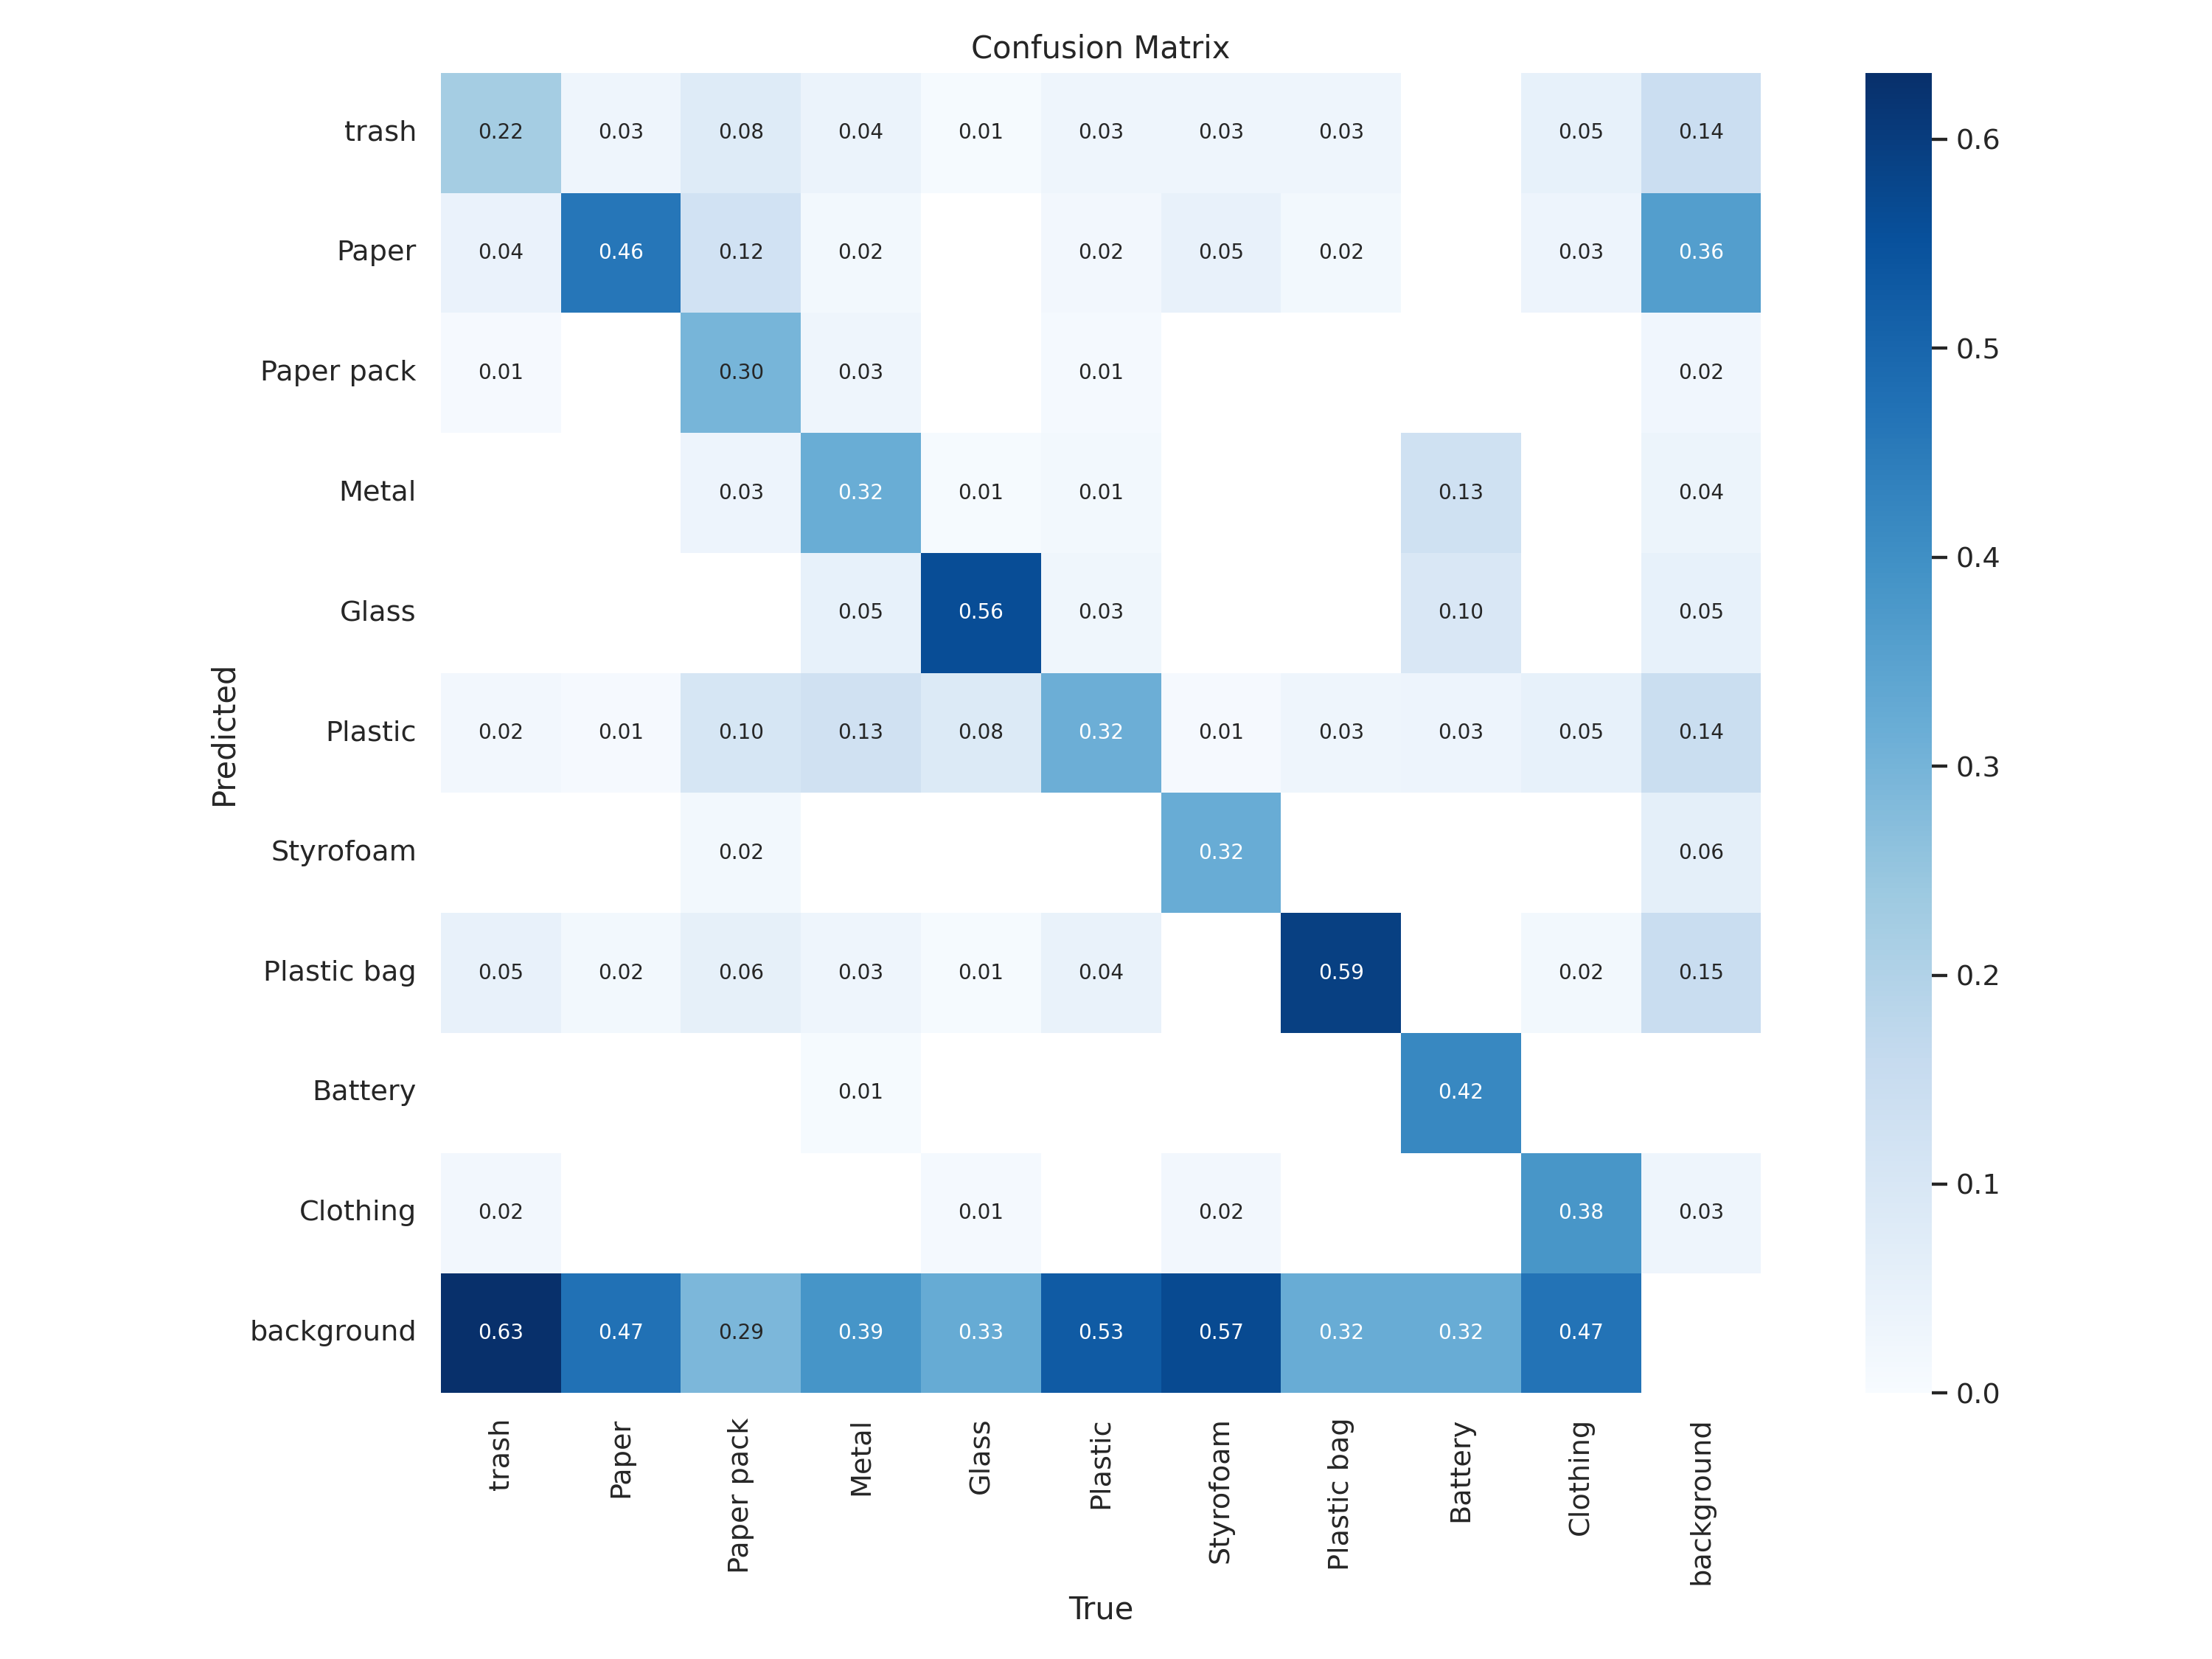 Confusion Matrix
trash 0.22 0.03 0.08 0.04 0.01 0.03 0.03 0.03 0.05 0.14
Paper 0.04 0.46 0.12 0.02 0.02 0.05 0.02 0.03 0.36
Paper pack 0.01 0.30 0.03 0.01 0.02
Metal 0.03 0.32 0.01 0.01 0.13 0.04
Glass 0.05 0.56 0.03 0.10 0.05
Plastic 0.02 0.01 0.10 0.13 0.08 0.32 0.01 0.03 0.03 0.05 0.14
Styrofoam 0.02 0.32 0.06
Plastic bag 0.05 0.02 0.06 0.03 0.01 0.04 0.59 0.02 0.15
Battery 0.01 0.42
Clothing 0.02 0.01 0.02 0.38 0.03
background 0.63 0.47 0.29 0.39 0.33 0.53 0.57 0.32 0.32 0.47
trash Paper Paper pack Metal Glass Plastic Styrofoam Plastic bag Battery Clothing background
True
Predicted
0.6
0.5
0.4
0.3
0.2
0.1
0.0